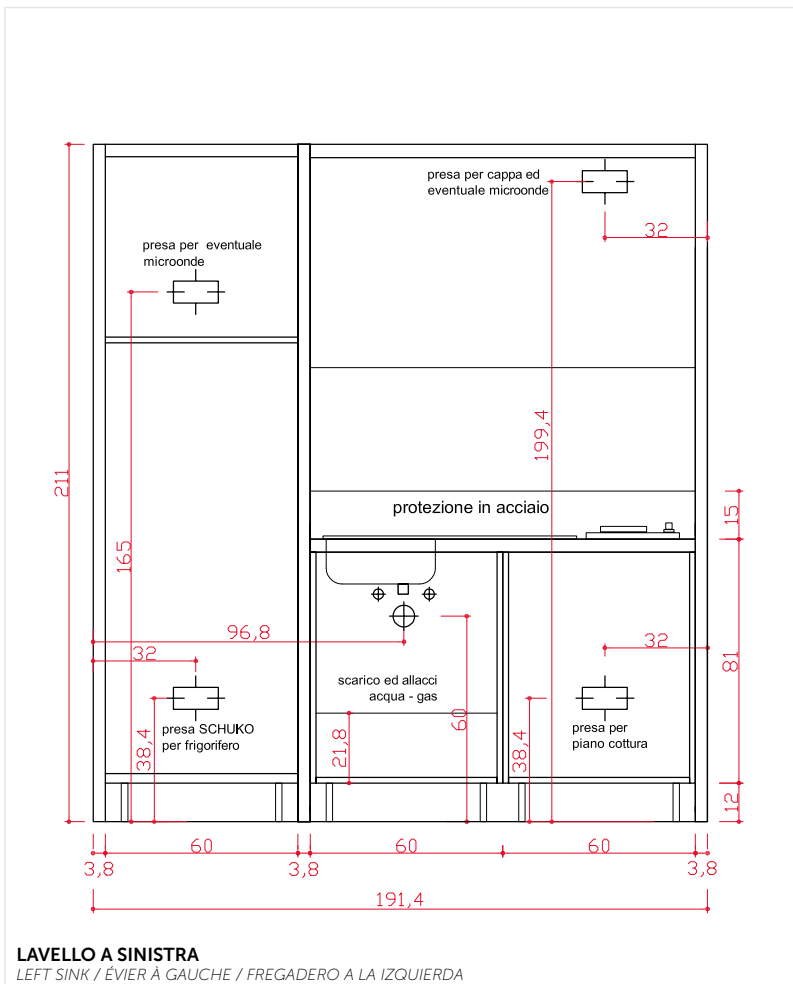 presa per cappa ed
eventuale microonde
32
presa per eventuale
microonde
199,4
211
protezione in acciaio
15
165
96,8
32
32
81
scarico ed allacci
acqua - gas
60
presa SCHUKO
per frigorifero
38,4
21,8
38,4
presa per
piano cottura
12
3,8
60
3,8
60
60
3,8
191,4
LAVELLO A SINISTRA
LEFT SINK / ÉVIER À GAUCHE / FREGADERO A LA IZQUIERDA